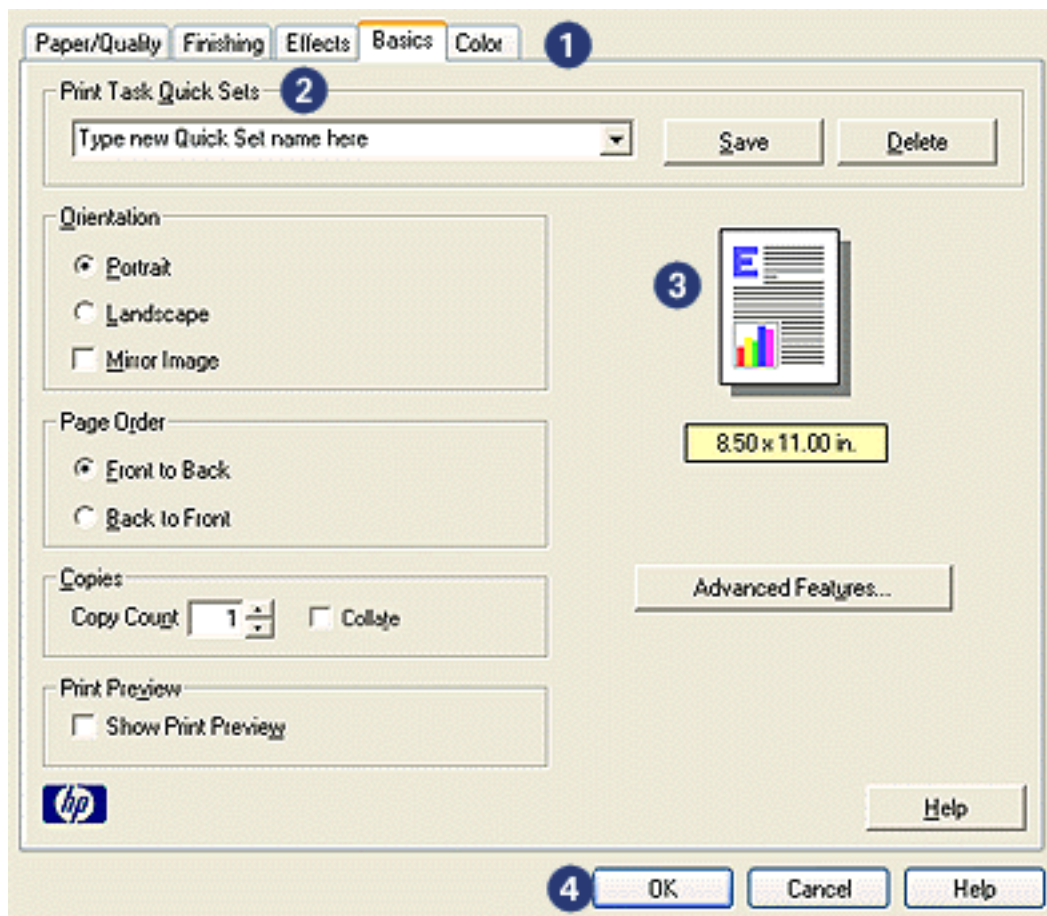 Paper/Quality Finishing Effects Basics Color 1
Print Task Quick Sets 2
Type new Quick Set name here Save Delete
Orientation
Portrait
Landscape
Mirror Image
3
E
8.50 x 11.00 in.
Page Order
Front to Back
Back to Front
Advanced Features...
Copies
Copy Count 1 Collate
Print Preview
Show Print Preview
hp
Help
4 OK Cancel Help